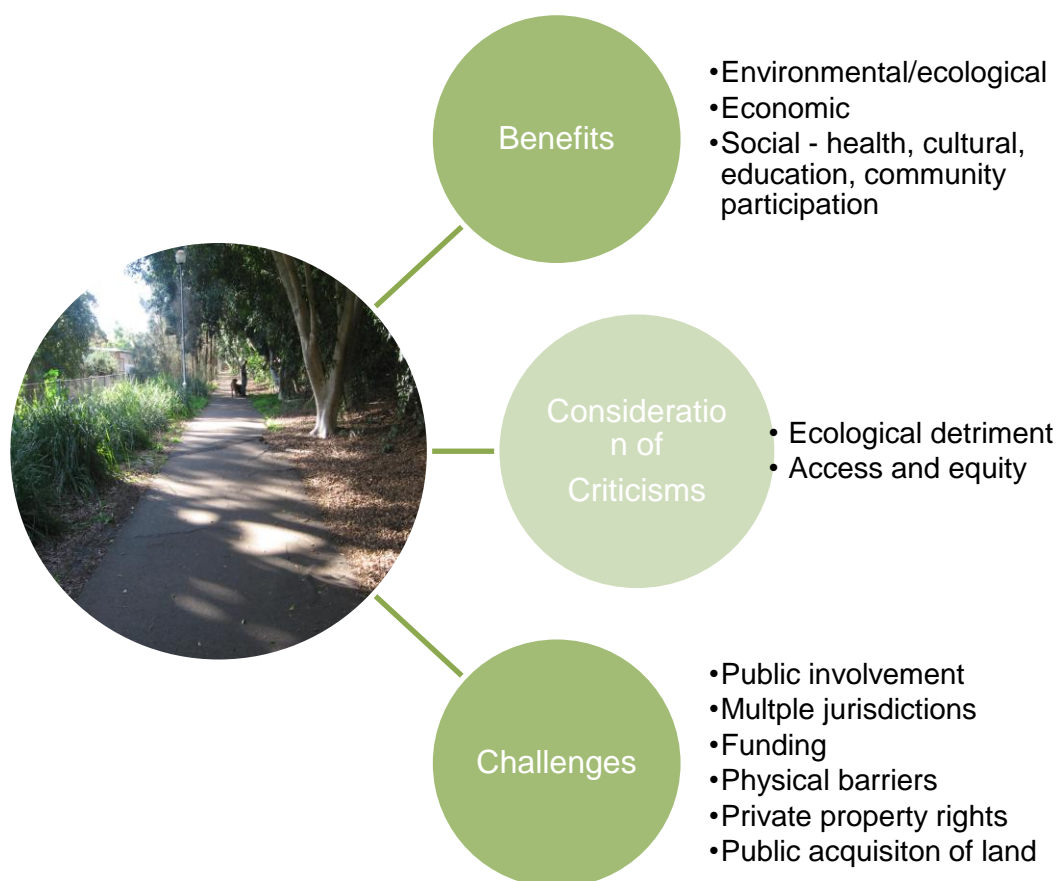 Benefits
•Environmental/ecological
•Economic
•Social - health, cultural,
education, community
participation
Consideratio
n of
Criticisms
• Ecological detriment
• Access and equity
Challenges
•Public involvement
•Multple jurisdictions
•Funding
•Physical barriers
•Private property rights
•Public acquisiton of land